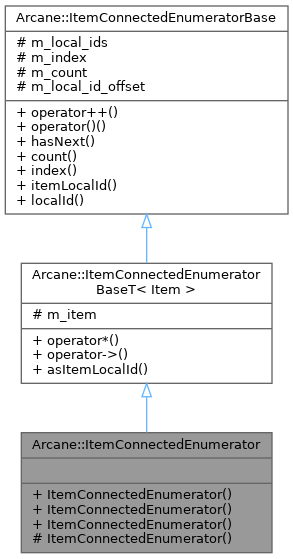 Arcane::ItemConnectedEnumeratorBase
# m_local_ids
# m_index
# m_count
# m_local_id_offset
+ operator++()
+ operator()()
+ hasNext()
+ count()
+ index()
+ itemLocalId()
+ localId()
Arcane::ItemConnectedEnumerator
BaseT< Item >
# m_item
+ operator*()
+ operator->()
+ asItemLocalId()
Arcane::ItemConnectedEnumerator
+ ItemConnectedEnumerator()
+ ItemConnectedEnumerator()
+ ItemConnectedEnumerator()
# ItemConnectedEnumerator()